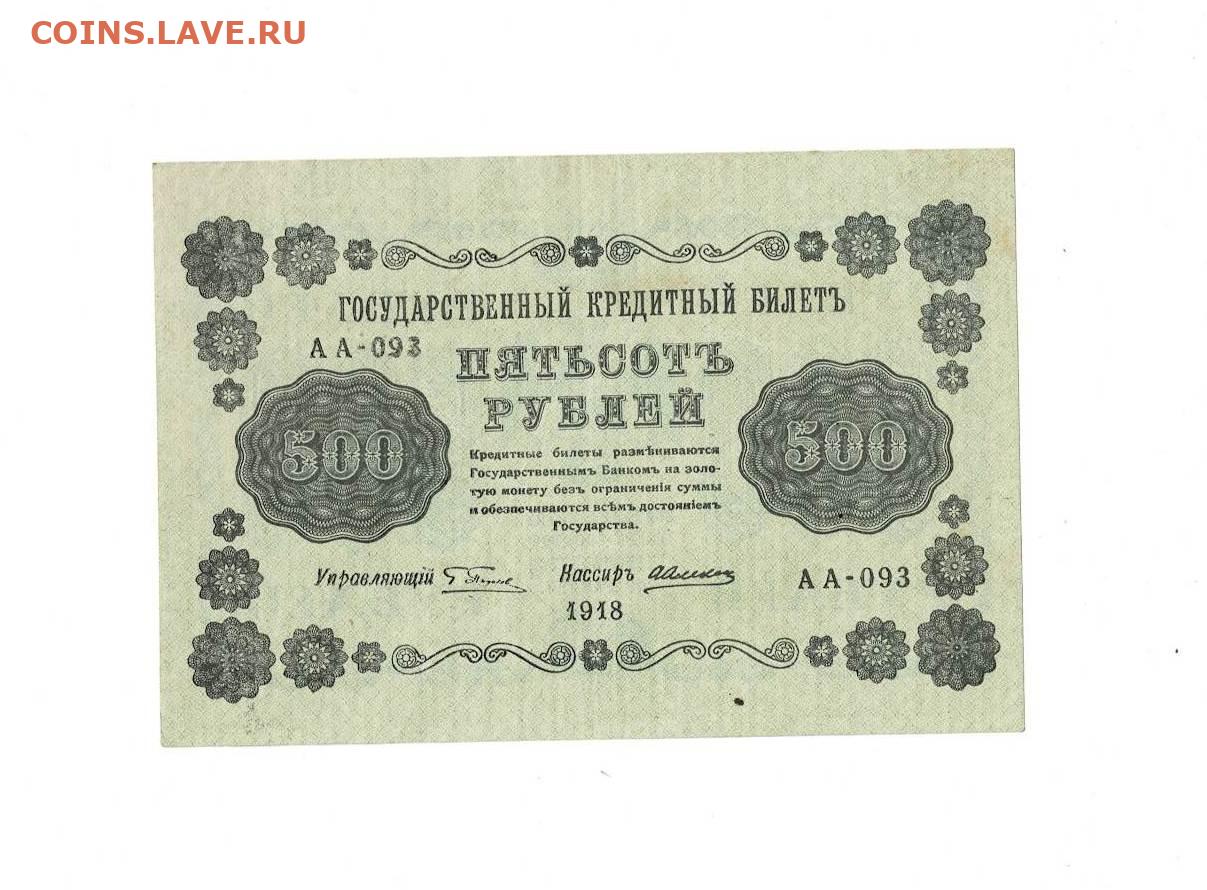 COINS.LAVE.RU
ГОСУДАРСТВЕННЫЙ КРЕДИТНЫЙ БИЛЕТЪ
АА-093
ПЯТЬСОТЪ
РУБЛЕЙ
500
500
Кредитные билеты размѣниваются
Государственнымъ Банкомъ на золо-
тую монету безъ ограниченія суммы
и обезпечиваются всѣмъ достояніемъ
Государства.
Управляющій
Кассиръ
АА-093
1918